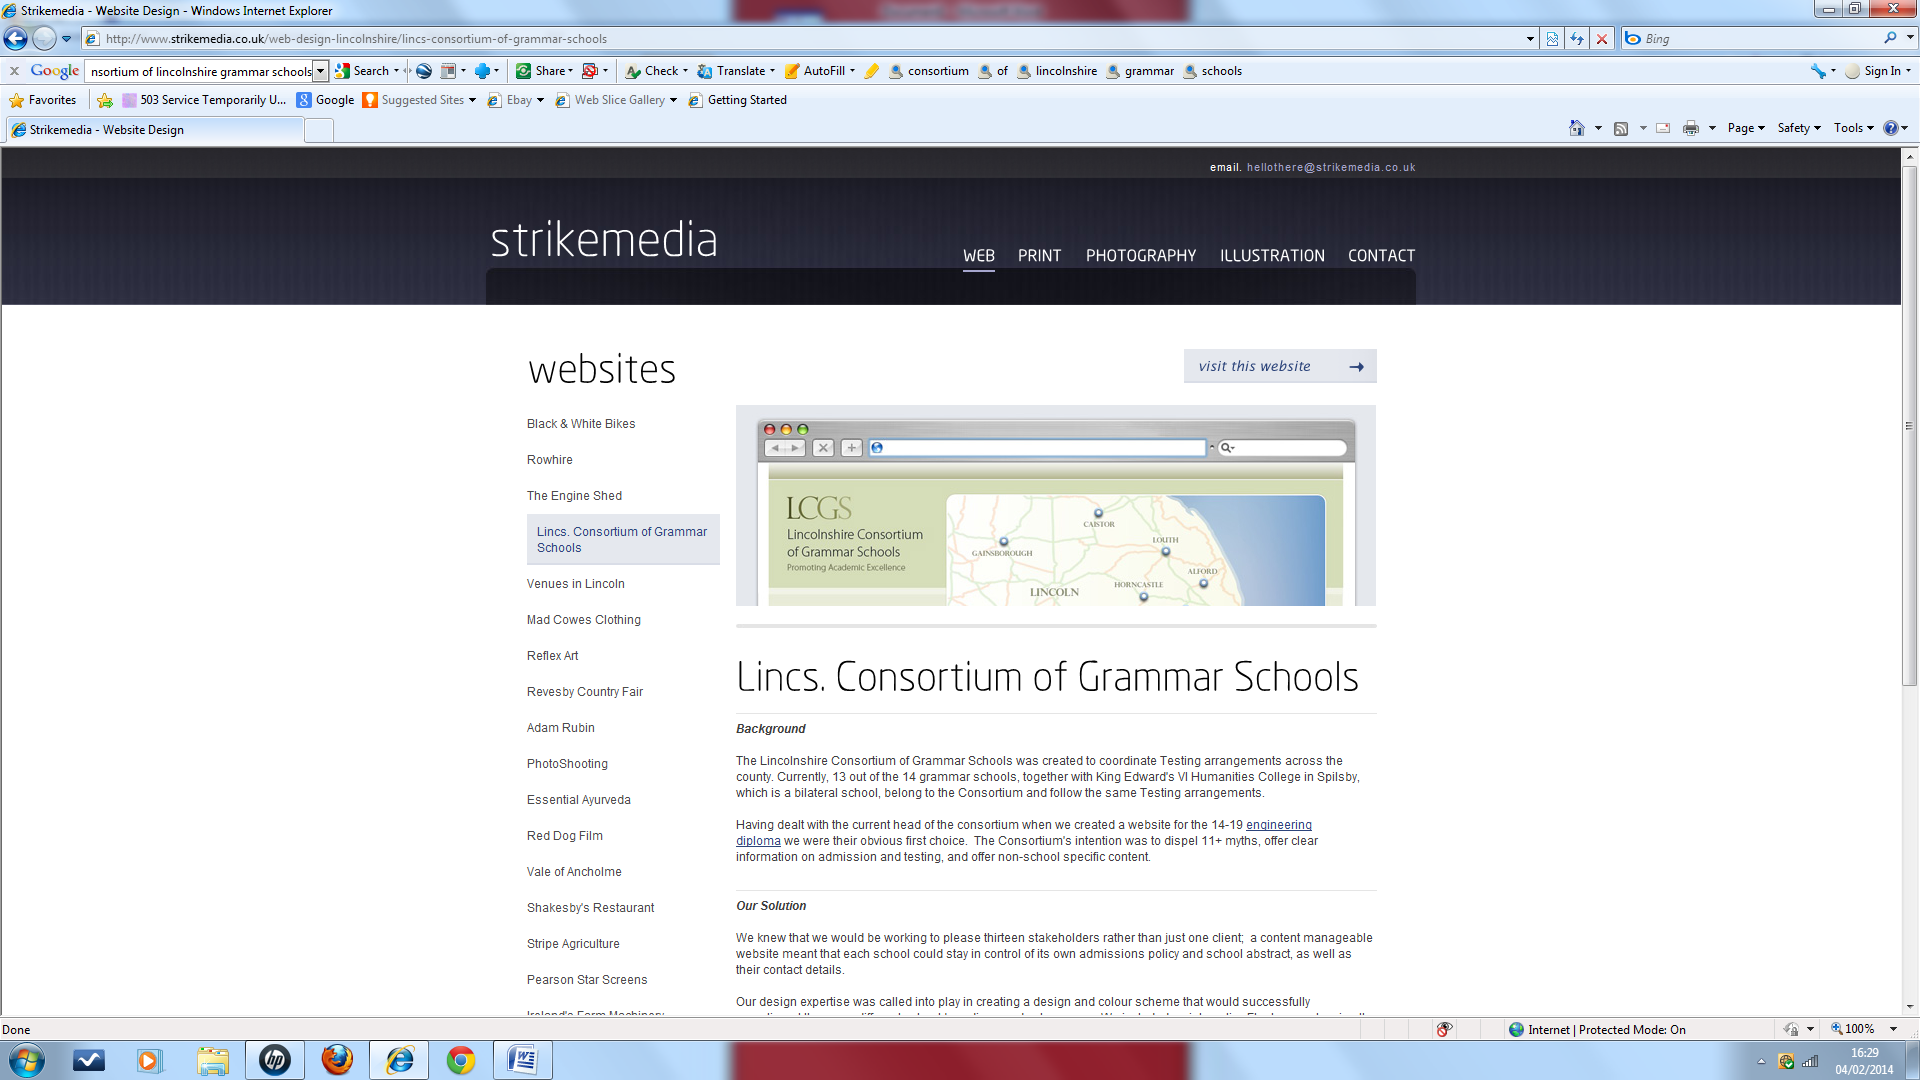 Strikemedia - Website Design - Windows Internet Explorer
http://www.strikemedia.co.uk/web-design-lincolnshire/lincs-consortium-of-grammar-schools
Bing
Google nsortium of lincolnshire grammar schools Search Share Check Translate AutoFill consortium of lincolnshire grammar schools Sign In
Favorites 503 Service Temporarily U... Google Suggested Sites Ebay Web Slice Gallery Getting Started
Strikemedia - Website Design
Page Safety Tools
email. hellothere@strikemedia.co.uk
strikemedia
WEB PRINT PHOTOGRAPHY ILLUSTRATION CONTACT
websites
visit this website
Black & White Bikes
Rowhire
The Engine Shed
Lincs. Consortium of Grammar
Schools
Venues in Lincoln
Mad Cowes Clothing
Reflex Art
Revesby Country Fair
Adam Rubin
PhotoShooting
Essential Ayurveda
Red Dog Film
Vale of Ancholme
Shakesby's Restaurant
Stripe Agriculture
Pearson Star Screens
LCGS
Lincolnshire Consortium
of Grammar Schools
Promoting Academic Excellence
CAISTOR
GAINSBOROUGH
LOUTH
ALFORD
HORNCASTLE
LINCOLN
Lincs. Consortium of Grammar Schools
Background
The Lincolnshire Consortium of Grammar Schools was created to coordinate Testing arrangements across the
county. Currently, 13 out of the 14 grammar schools, together with King Edward's VI Humanities College in Spilsby,
which is a bilateral school, belong to the Consortium and follow the same Testing arrangements.
Having dealt with the current head of the consortium when we created a website for the 14-19 engineering
diploma we were their obvious first choice. The Consortium's intention was to dispel 11+ myths, offer clear
information on admission and testing, and offer non-school specific content.
Our Solution
We knew that we would be working to please thirteen stakeholders rather than just one client; a content manageable
website meant that each school could stay in control of its own admissions policy and school abstract, as well as
their contact details.
Our design expertise was called into play in creating a design and colour scheme that would successfully
Done
Internet | Protected Mode: On
100%
16:29
04/02/2014